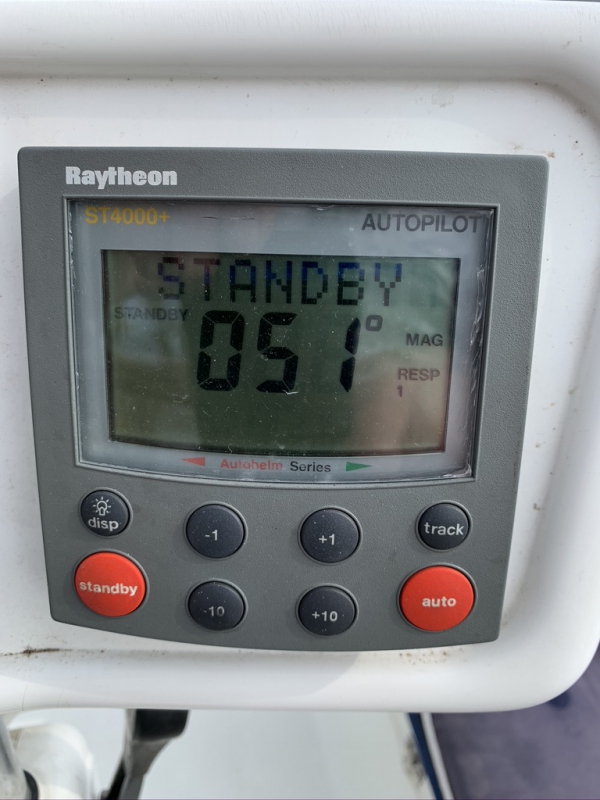 Raytheon
ST4000+ AUTOPILOT
STANDBY
STANDBY
051° MAG
RESP
1
Autohelm Series
disp -1 +1 track
standby -10 +10 auto